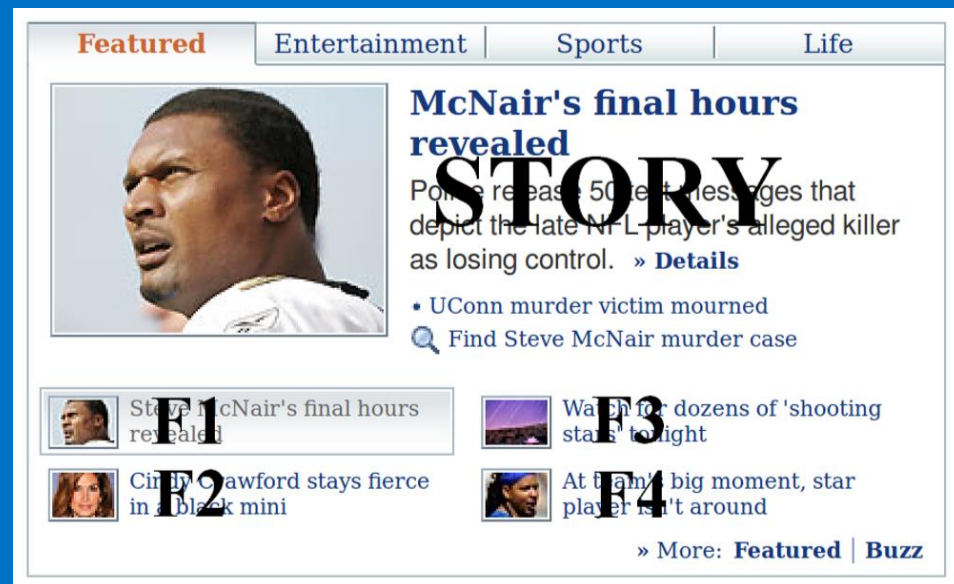 Featured Entertainment Sports Life
McNair's final hours
revealed
STORY
Police release 50 text messages that
depict the late NFL player's alleged killer
as losing control. » Details
• UConn murder victim mourned
Find Steve McNair murder case
F1
Steve McNair's final hours
revealed
F3
Watch for dozens of 'shooting
stars' tonight
F2
Cindy Crawford stays fierce
in a black mini
F4
At team's big moment, star
player isn't around
» More: Featured | Buzz